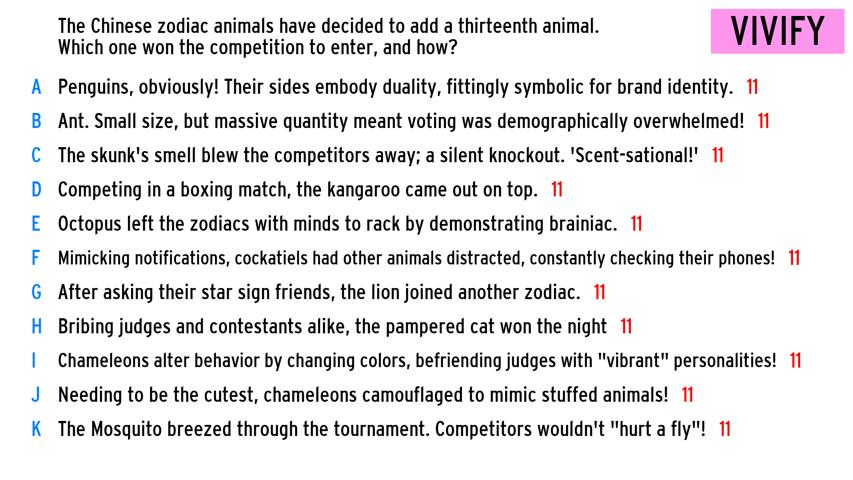 The Chinese zodiac animals have decided to add a thirteenth animal.
Which one won the competition to enter, and how?
VIVIFY
A Penguins, obviously! Their sides embody duality, fittingly symbolic for brand identity. 11
B Ant. Small size, but massive quantity meant voting was demographically overwhelmed! 11
C The skunk's smell blew the competitors away; a silent knockout. 'Scent-sational!' 11
D Competing in a boxing match, the kangaroo came out on top. 11
E Octopus left the zodiacs with minds to rack by demonstrating brainiac. 11
F Mimicking notifications, cockatiels had other animals distracted, constantly checking their phones! 11
G After asking their star sign friends, the lion joined another zodiac. 11
H Bribing judges and contestants alike, the pampered cat won the night 11
I Chameleons alter behavior by changing colors, befriending judges with "vibrant" personalities! 11
J Needing to be the cutest, chameleons camouflaged to mimic stuffed animals! 11
K The Mosquito breezed through the tournament. Competitors wouldn't "hurt a fly"! 11